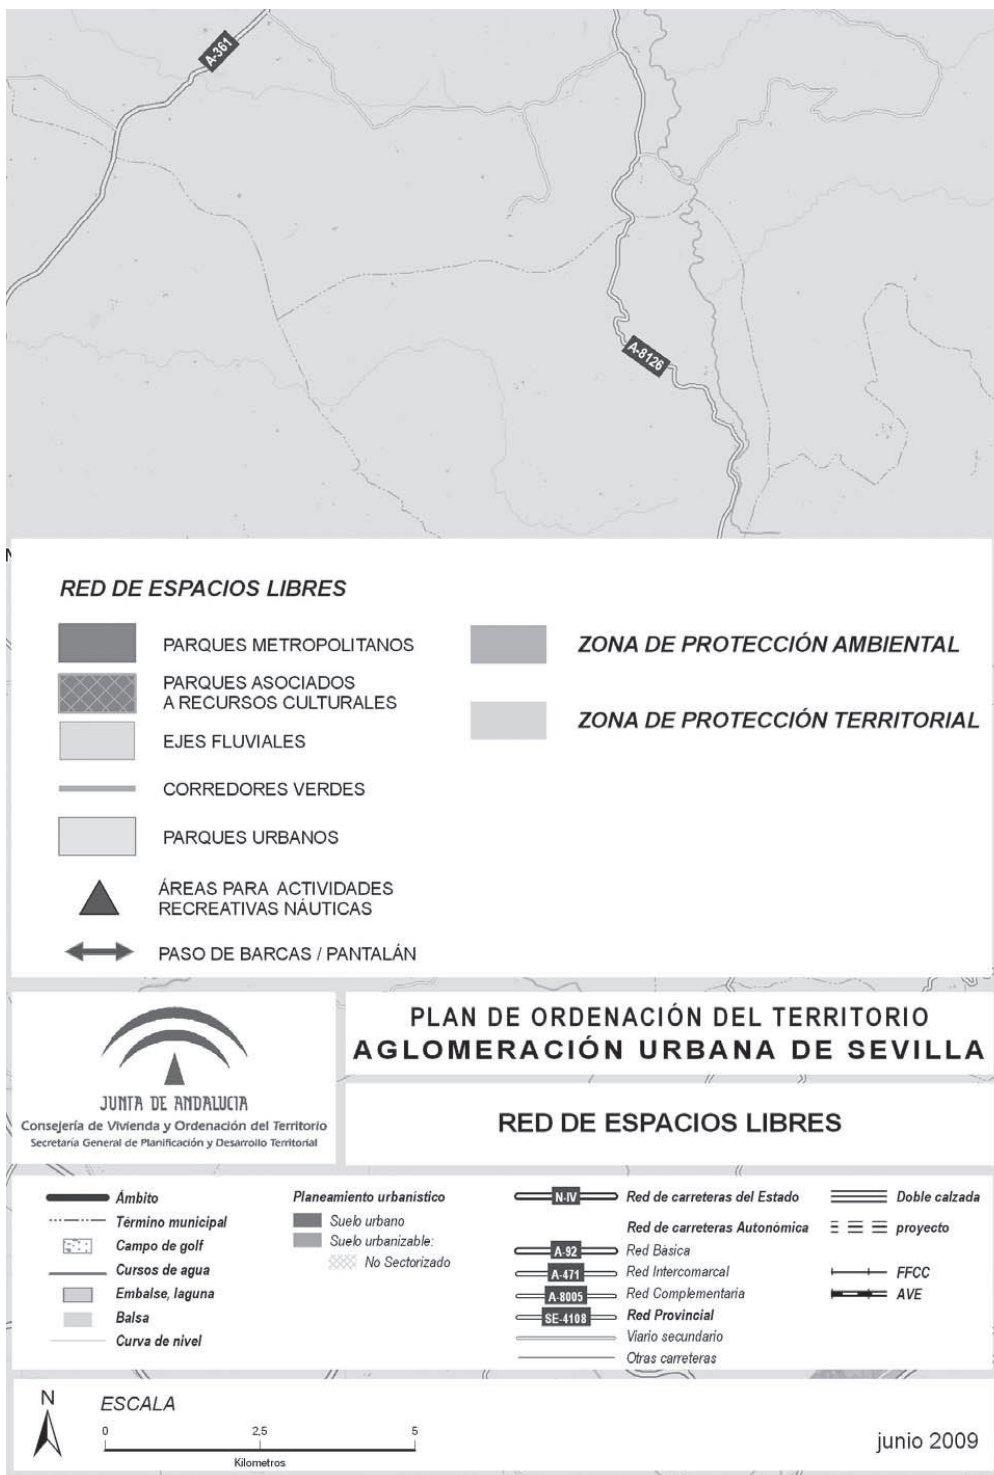 A-361
A-8126
RED DE ESPACIOS LIBRES
PARQUES METROPOLITANOS
PARQUES ASOCIADOS
A RECURSOS CULTURALES
EJES FLUVIALES
CORREDORES VERDES
PARQUES URBANOS
ÁREAS PARA ACTIVIDADES
RECREATIVAS NÁUTICAS
PASO DE BARCAS / PANTALÁN
ZONA DE PROTECCIÓN AMBIENTAL
ZONA DE PROTECCIÓN TERRITORIAL
JUNTA DE ANDALUCIA
Consejería de Vivienda y Ordenación del Territorio
Secretaría General de Planificación y Desarrollo Territorial
PLAN DE ORDENACIÓN DEL TERRITORIO
AGLOMERACIÓN URBANA DE SEVILLA
RED DE ESPACIOS LIBRES
Ámbito
Término municipal
Campo de golf
Cursos de agua
Embalse, laguna
Balsa
Curva de nivel
Planeamiento urbanístico
Suelo urbano
Suelo urbanizable:
No Sectorizado
N-IV Red de carreteras del Estado
Red de carreteras Autonómica
A-92 Red Básica
A-471 Red Intercomarcal
A-8005 Red Complementaria
SE-4108 Red Provincial
Viario secundario
Otras carreteras
Doble calzada
proyecto
FFCC
AVE
N
ESCALA
0 2,5 5
Kilometros
junio 2009